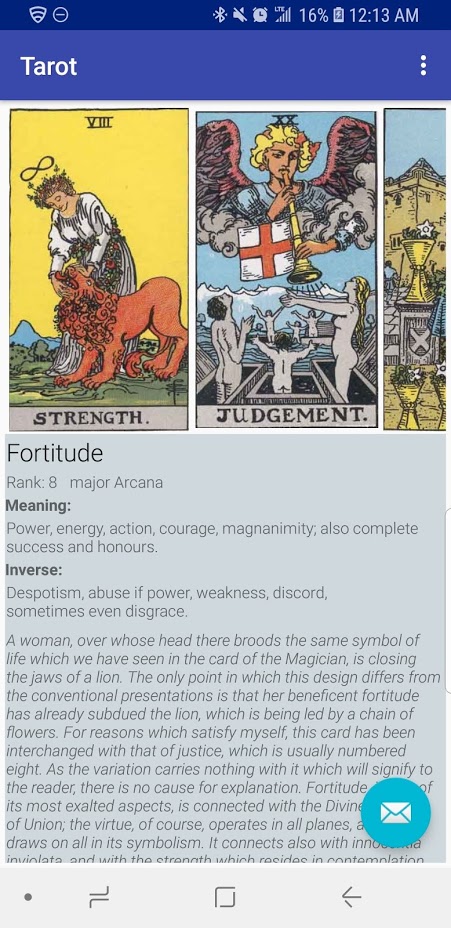 16% 12:13 AM
Tarot
VIII
STRENGTH.
XX
JUDGEMENT.
Fortitude
Rank: 8 major Arcana
Meaning:
Power, energy, action, courage, magnanimity; also complete
success and honours.
Inverse:
Despotism, abuse if power, weakness, discord,
sometimes even disgrace.
A woman, over whose head there broods the same symbol of
life which we have seen in the card of the Magician, is closing
the jaws of a lion. The only point in which this design differs from
the conventional presentations is that her beneficent fortitude
has already subdued the lion, which is being led by a chain of
flowers. For reasons which satisfy myself, this card has been
interchanged with that of justice, which is usually numbered
eight. As the variation carries nothing with it which will signify to
the reader, there is no cause for explanation. Fortitude, of
its most exalted aspects, is connected with the Divine
of Union; the virtue, of course, operates in all planes,
draws on all in its symbolism. It connects also with
inviolata, and with the strength which resides in contemplation